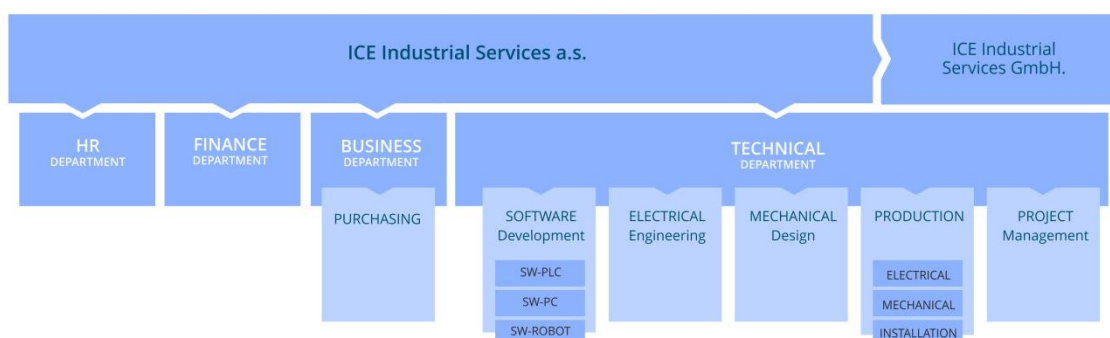 ICE Industrial Services a.s.
ICE Industrial
Services GmbH.
HR
DEPARTMENT
FINANCE
DEPARTMENT
BUSINESS
DEPARTMENT
TECHNICAL
DEPARTMENT
PURCHASING
SOFTWARE
Development
ELECTRICAL
Engineering
MECHANICAL
Design
PRODUCTION
PROJECT
Management
SW-PLC
SW-PC
SW-ROBOT
ELECTRICAL
MECHANICAL
INSTALLATION